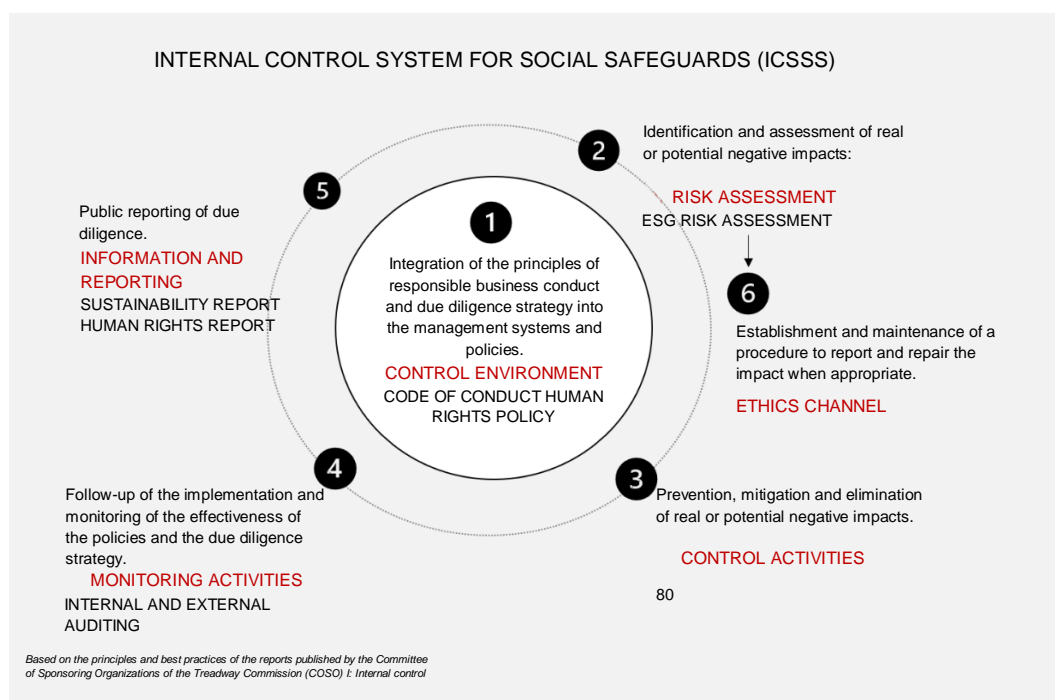 INTERNAL CONTROL SYSTEM FOR SOCIAL SAFEGUARDS (ICSSS)
1
Integration of the principles of
responsible business conduct
and due diligence strategy into
the management systems and
policies.
CONTROL ENVIRONMENT
CODE OF CONDUCT HUMAN
RIGHTS POLICY
2
Identification and assessment of real
or potential negative impacts:
RISK ASSESSMENT
ESG RISK ASSESSMENT
6
Establishment and maintenance of a
procedure to report and repair the
impact when appropriate.
ETHICS CHANNEL
3
Prevention, mitigation and elimination
of real or potential negative impacts.
CONTROL ACTIVITIES
80
4
Follow-up of the implementation and
monitoring of the effectiveness of
the policies and the due diligence
strategy.
MONITORING ACTIVITIES
INTERNAL AND EXTERNAL
AUDITING
5
Public reporting of due
diligence.
INFORMATION AND
REPORTING
SUSTAINABILITY REPORT
HUMAN RIGHTS REPORT
Based on the principles and best practices of the reports published by the Committee
of Sponsoring Organizations of the Treadway Commission (COSO) I: Internal control